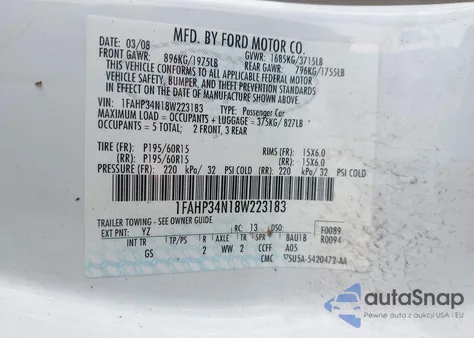 MFD. BY FORD MOTOR CO.
03/08
FRONT GAWR: 896KG/1975LB
GVWR: 1685KG/3715LB
REAR GAWR: 796KG/1755LB
THIS VEHICLE CONFORMS TO ALL APPLICABLE FEDERAL MOTOR
VEHICLE SAFETY, BUMPER, AND THEFT PREVENTION STANDARDS
IN EFFECT ON THE DATE OF MANUFACTURE SHOWN ABOVE.
VIN: 1FAHP34N18W223183 TYPE: Passenger Car
MAXIMUM LOAD = OCCUPANTS + LUGGAGE = 375KG/827LB
OCCUPANTS = 5 TOTAL: 2 FRONT, 3 REAR
TIRE (FR): P195/60R15 RIMS (FR): 15X6.0
(RR): P195/60R15 (RR): 15X6.0
PRESSURE (FR): 220 kPa/ 32 PSI COLD (RR): 220 kPa/ 32 PSI COLD
1FAHP34N18W223183
TRAILER TOWING - SEE OWNER GUIDE
EXT PNT: YZ RC: 13 DSO: F0089
INT TR TP/PS R AXLE TR SPR BAU1B R0094
GS 2 WW 2 CCFF A05
CMC 5U5A-5420472-AA
autoSnap
Pewne auta z aukcji USA i EU